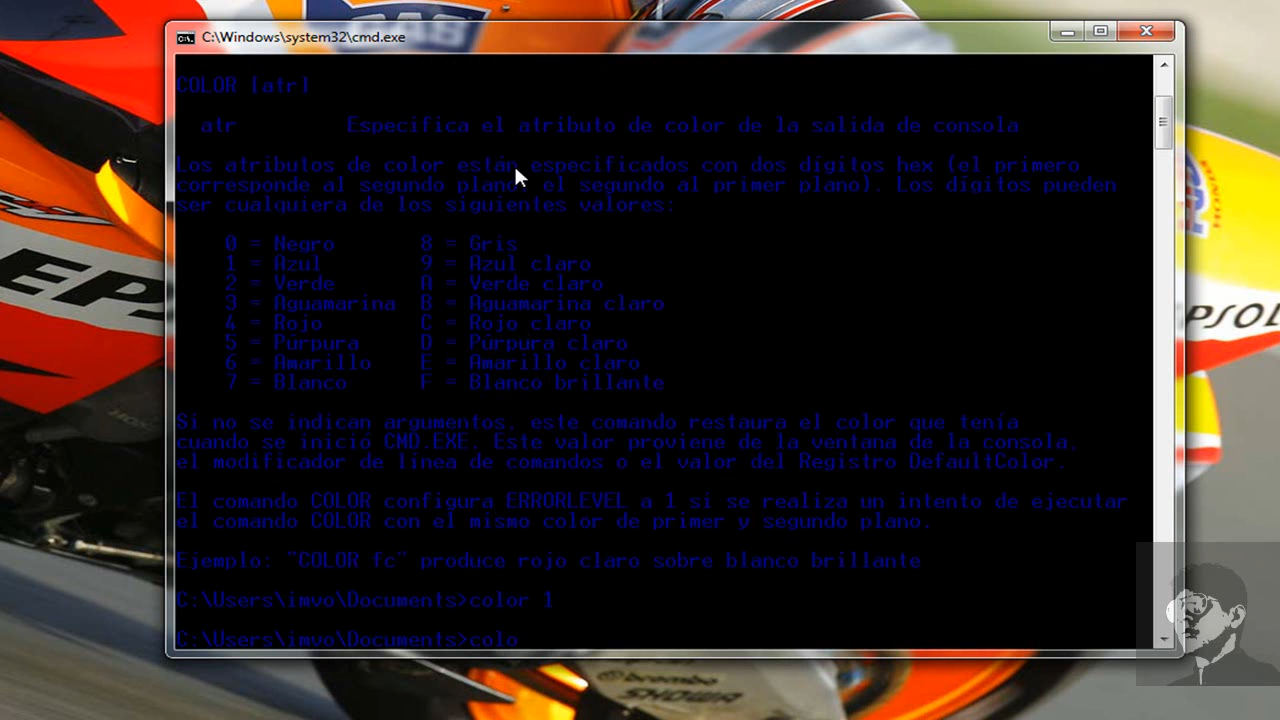 C:\Windows\system32\cmd.exe
COLOR [atr]
atr Especifica el atributo de color de la salida de consola
Los atributos de color están especificados con dos dígitos hex (el primero
corresponde al segundo plano; el segundo al primer plano). Los dígitos pueden
ser cualquiera de los siguientes valores:
0 = Negro 8 = Gris
1 = Azul 9 = Azul claro
2 = Verde A = Verde claro
3 = Aguamarina B = Aguamarina claro
4 = Rojo C = Rojo claro
5 = Púrpura D = Púrpura claro
6 = Amarillo E = Amarillo claro
7 = Blanco F = Blanco brillante
Si no se indican argumentos, este comando restaura el color que tenía
cuando se inició CMD.EXE. Este valor proviene de la ventana de la consola,
el modificador de línea de comandos o el valor del Registro DefaultColor.
El comando COLOR configura ERRORLEVEL a 1 si se realiza un intento de ejecutar
el comando COLOR con el mismo color de primer y segundo plano.
Ejemplo: "COLOR fc" produce rojo claro sobre blanco brillante
C:\Users\imvo\Documents>color 1
C:\Users\imvo\Documents>colo
EPS
PSOL
HONDA
brembo
SHOWA